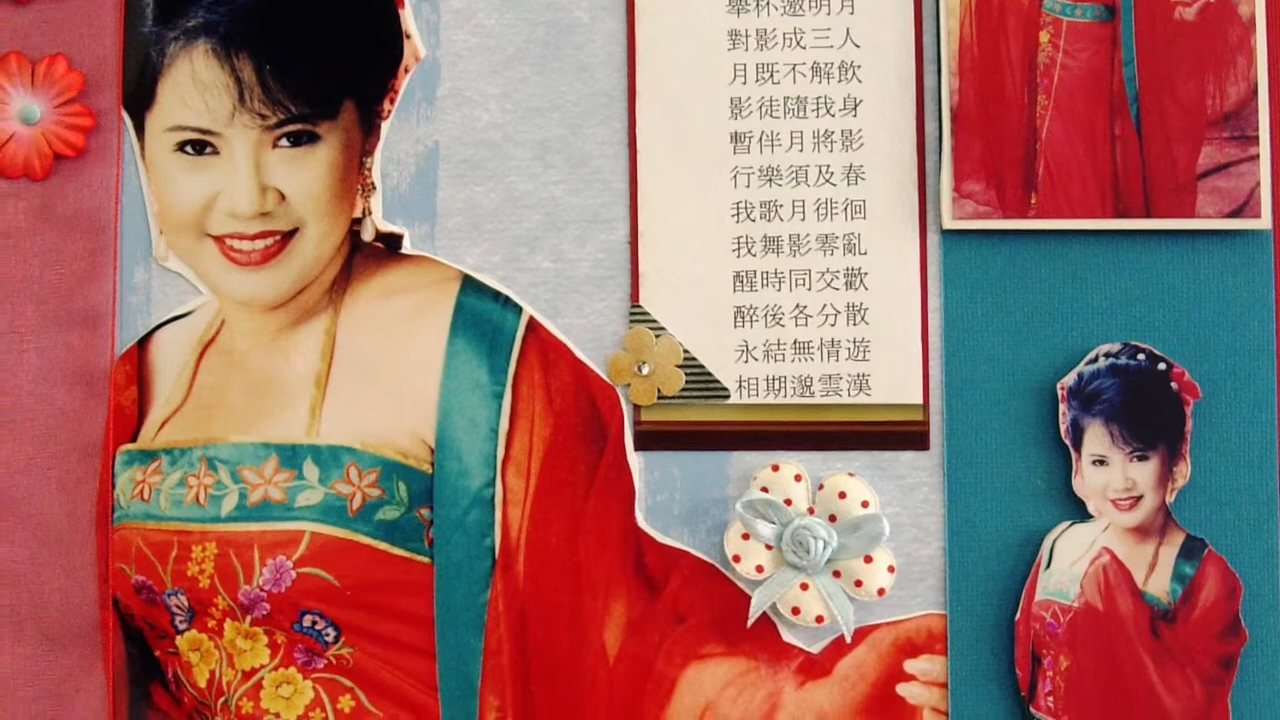 舉杯邀明月
對影成三人
月既不解飲
影徒隨我身
暫伴月將影
行樂須及春
我歌月徘徊
我舞影零亂
醒時同交歡
醉後各分散
永結無情遊
相期邈雲漢